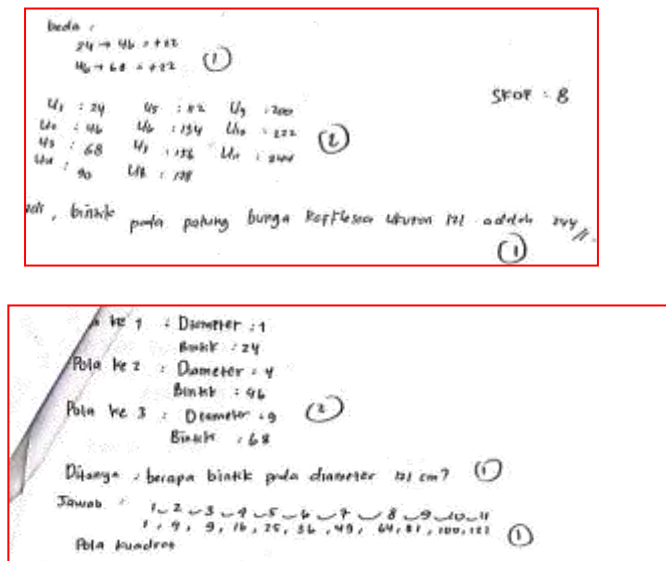 beda :
24 → 46 = +22
46 → 68 = +22 ①
SKOR : 8
U1 : 24 U5 : 112 U9 : 200
U2 : 46 U6 : 134 U10 : 222 ②
U3 : 68 U7 : 156 U11 : 244
U4 : 90 U8 : 178
, bintik pada patung bunga Rafflesia ukuran 121 adalah 244 //.
①
ke 1 : Diameter : 1
Bintik : 24
Pola ke 2 : Diameter : 4
Bintik : 46
Pola ke 3 : Diameter : 9 ②
Bintik : 68
Ditanya : berapa bintik pada diameter 121 cm? ①
Jawab : 1 2 3 4 5 6 7 8 9 10 11
1, 4, 9, 16, 25, 36, 49, 64, 81, 100, 121 ①
Pola kuadrat